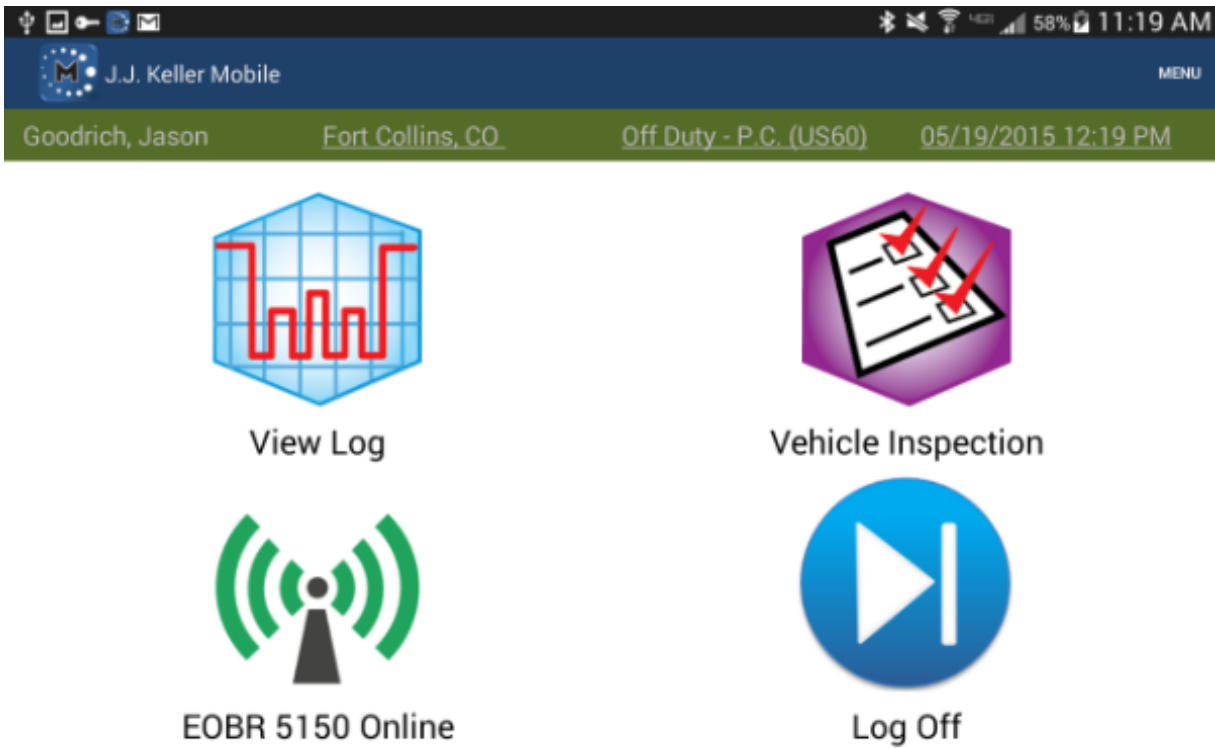 58% 11:19 AM
M J.J. Keller Mobile MENU
Goodrich, Jason Fort Collins, CO Off Duty - P.C. (US60) 05/19/2015 12:19 PM
View Log Vehicle Inspection
EOBR 5150 Online Log Off